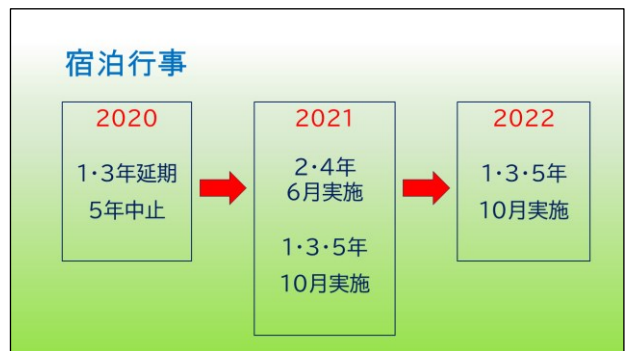 宿泊行事
2020
1・3年延期
5年中止
2021
2・4年
6月実施
1・3・5年
10月実施
2022
1・3・5年
10月実施